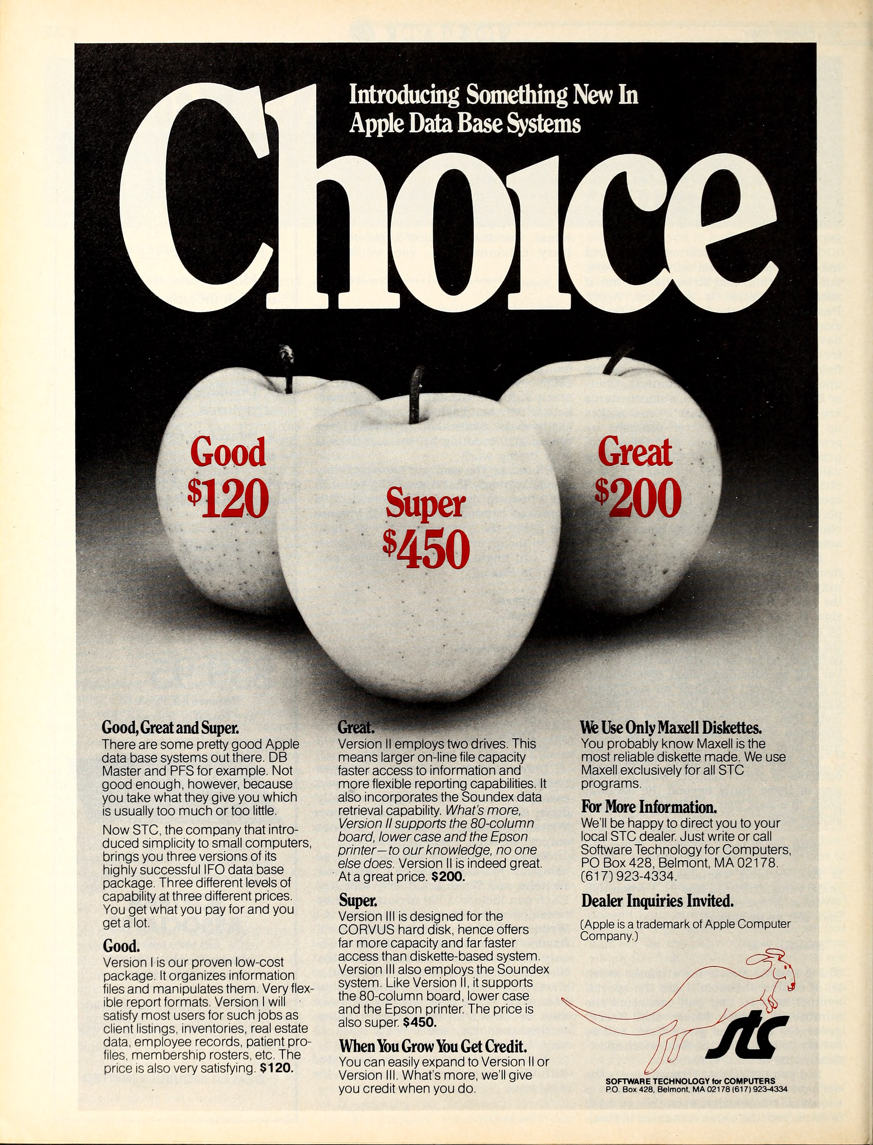 Choice
Introducing Something New In
Apple Data Base Systems
Good
$120
Super
$450
Great
$200
Good, Great and Super.
There are some pretty good Apple
data base systems out there. DB
Master and PFS for example. Not
good enough, however, because
you take what they give you which
is usually too much or too little.
Now STC, the company that intro-
duced simplicity to small computers,
brings you three versions of its
highly successful IFO data base
package. Three different levels of
capability at three different prices.
You get what you pay for and you
get a lot.
Good.
Version I is our proven low-cost
package. It organizes information
files and manipulates them. Very flex-
ible report formats. Version I will
satisfy most users for such jobs as
client listings, inventories, real estate
data, employee records, patient pro-
files, membership rosters, etc. The
price is also very satisfying. $120.
Great.
Version II employs two drives. This
means larger on-line file capacity
faster access to information and
more flexible reporting capabilities. It
also incorporates the Soundex data
retrieval capability. What's more,
Version II supports the 80-column
board, lower case and the Epson
printer—to our knowledge, no one
else does. Version II is indeed great.
At a great price. $200.
Super.
Version III is designed for the
CORVUS hard disk, hence offers
far more capacity and far faster
access than diskette-based system.
Version III also employs the Soundex
system. Like Version II, it supports
the 80-column board, lower case
and the Epson printer. The price is
also super. $450.
When You Grow You Get Credit.
You can easily expand to Version II or
Version III. What's more, we'll give
you credit when you do.
We Use Only Maxell Diskettes.
You probably know Maxell is the
most reliable diskette made. We use
Maxell exclusively for all STC
programs.
For More Information.
We'll be happy to direct you to your
local STC dealer. Just write or call
Software Technology for Computers,
PO Box 428, Belmont, MA 02178.
(617) 923-4334.
Dealer Inquiries Invited.
(Apple is a trademark of Apple Computer
Company.)
stc
SOFTWARE TECHNOLOGY for COMPUTERS
P.O. Box 428, Belmont, MA 02178 (617) 923-4334